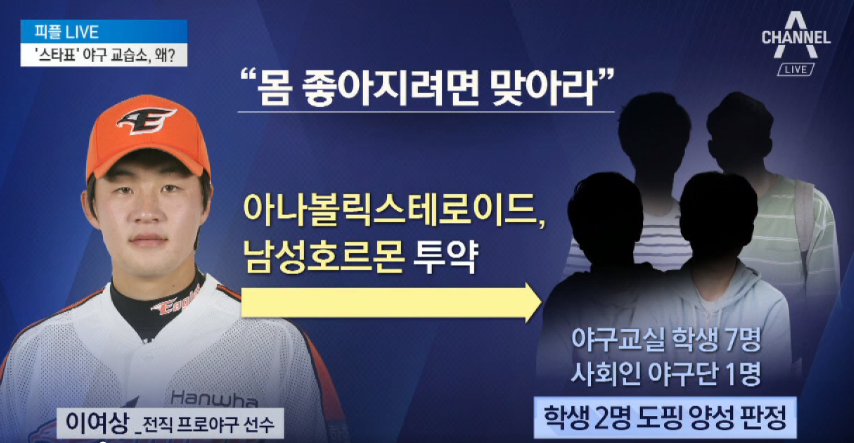 피플 LIVE
'스타표' 야구 교습소, 왜?
CHANNEL A
LIVE
“몸 좋아지려면 맞아라”
아나볼릭스테로이드,
남성호르몬 투약
E
Eagles
Hanwha
야구교실 학생 7명
사회인 야구단 1명
학생 2명 도핑 양성 판정
이여상 _전직 프로야구 선수